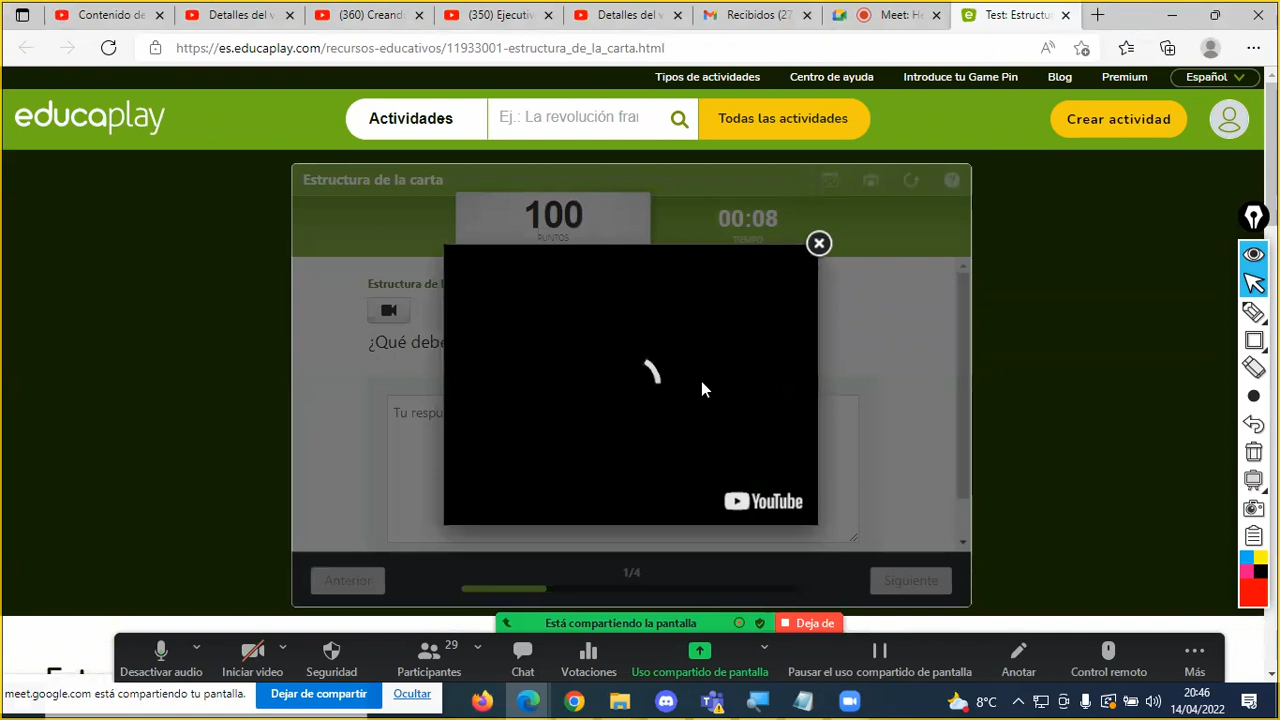 Contenido de
Detalles del v
(360) Creand
(350) Ejecutiv
Detalles del v
Recibidos (27
Meet: He
Test: Estructu
https://es.educaplay.com/recursos-educativos/11933001-estructura_de_la_carta.html
Tipos de actividades
Centro de ayuda
Introduce tu Game Pin
Blog
Premium
Español
educaplay
Actividades
Ej.: La revolución fra
Todas las actividades
Crear actividad
Estructura de la carta
100
PUNTOS
00:08
TIEMPO
Estructura de l
¿Qué debe
Tu respu
YouTube
Anterior
1/4
Siguiente
Está compartiendo la pantalla
Deja de
Desactivar audio
Iniciar video
Seguridad
29
Participantes
Chat
Votaciones
Uso compartido de pantalla
Pausar el uso compartido de pantalla
Anotar
Control remoto
Más
meet.google.com está compartiendo tu pantalla.
Dejar de compartir
Ocultar
8°C
20:46
14/04/2022